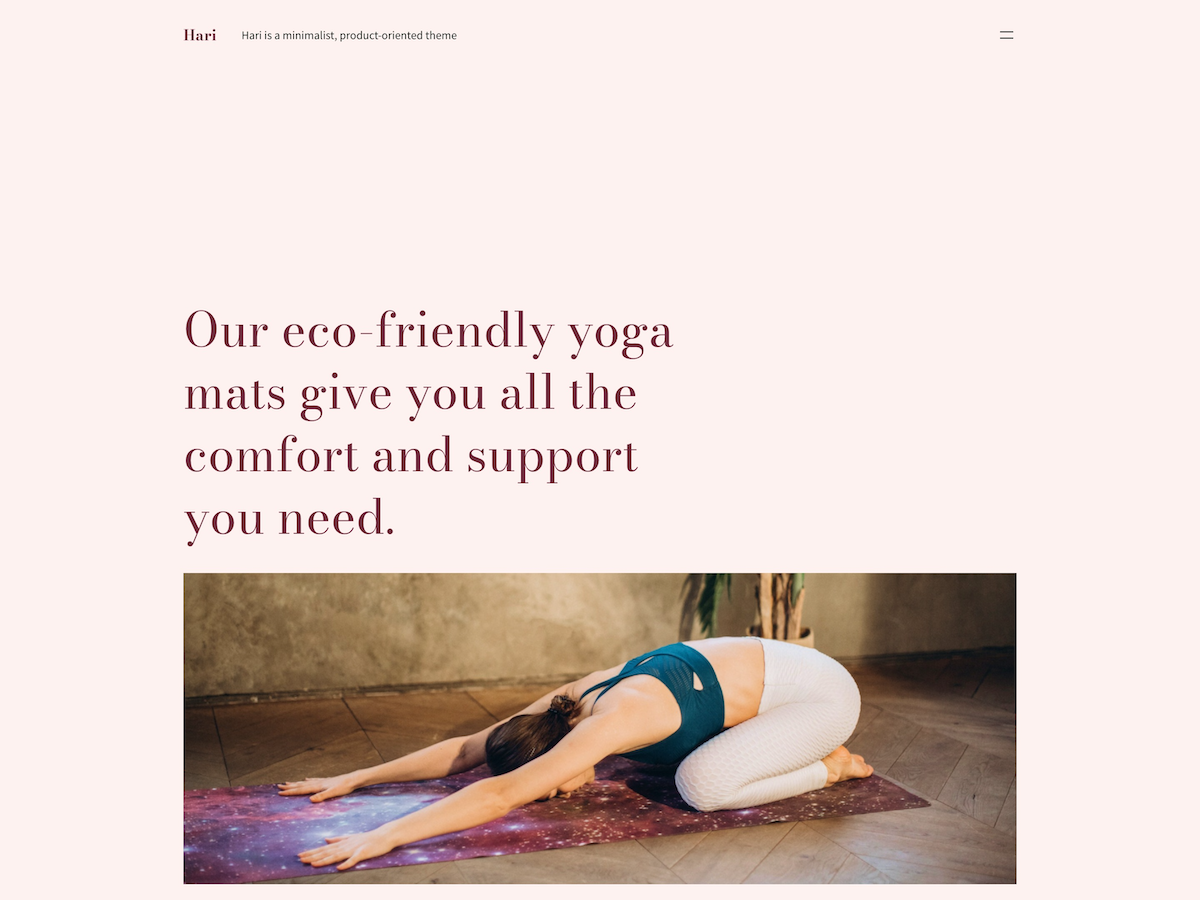 Hari
Hari is a minimalist, product-oriented theme
Our eco-friendly yoga
mats give you all the
comfort and support
you need.